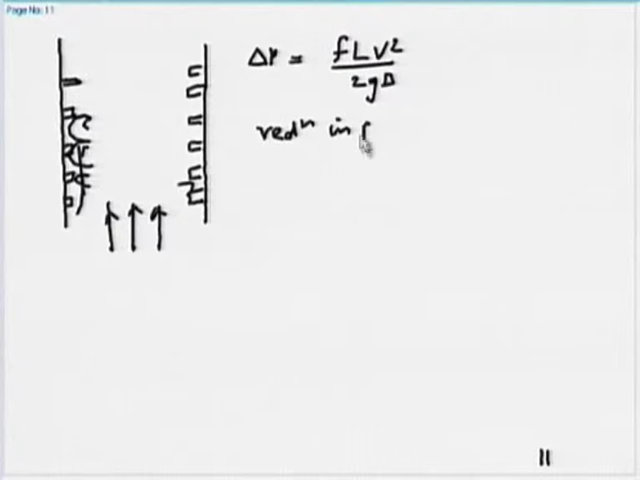 Page No: 11
ΔP = fLV²
2gD
redⁿ in f
11